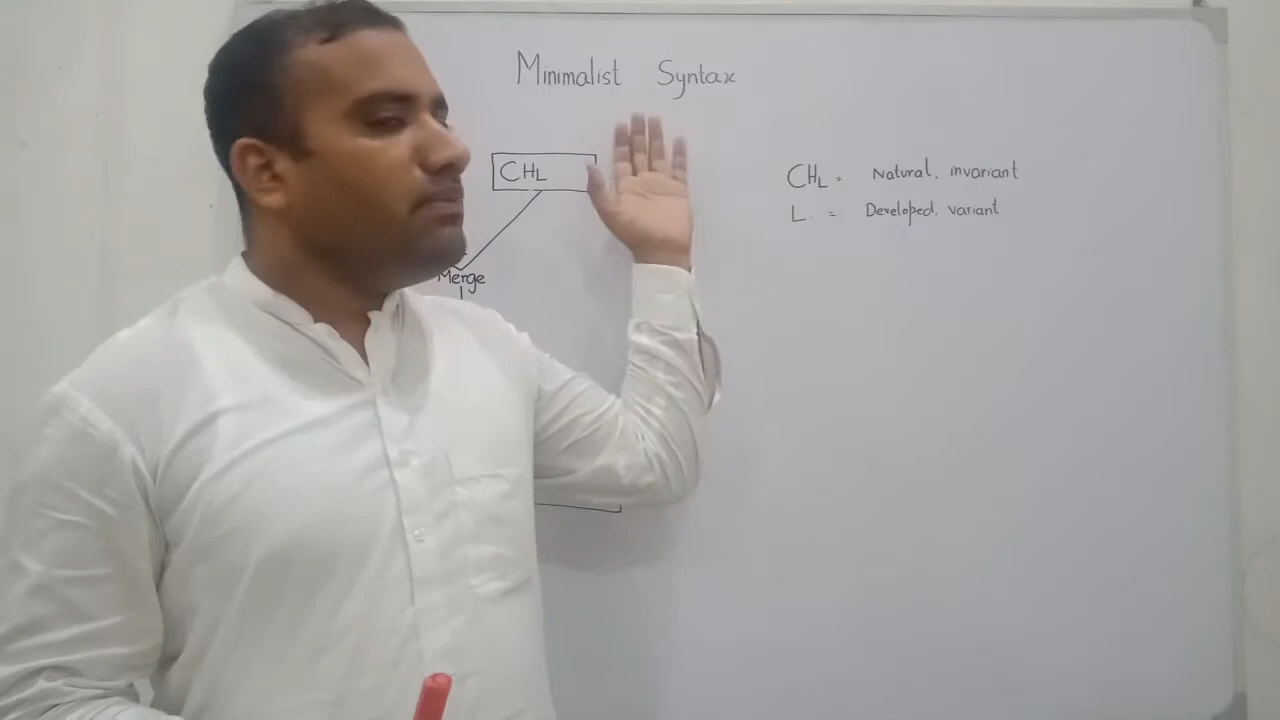 Minimalist Syntax
CHL
Merge
CHL = Natural, invariant
L. = Developed, variant